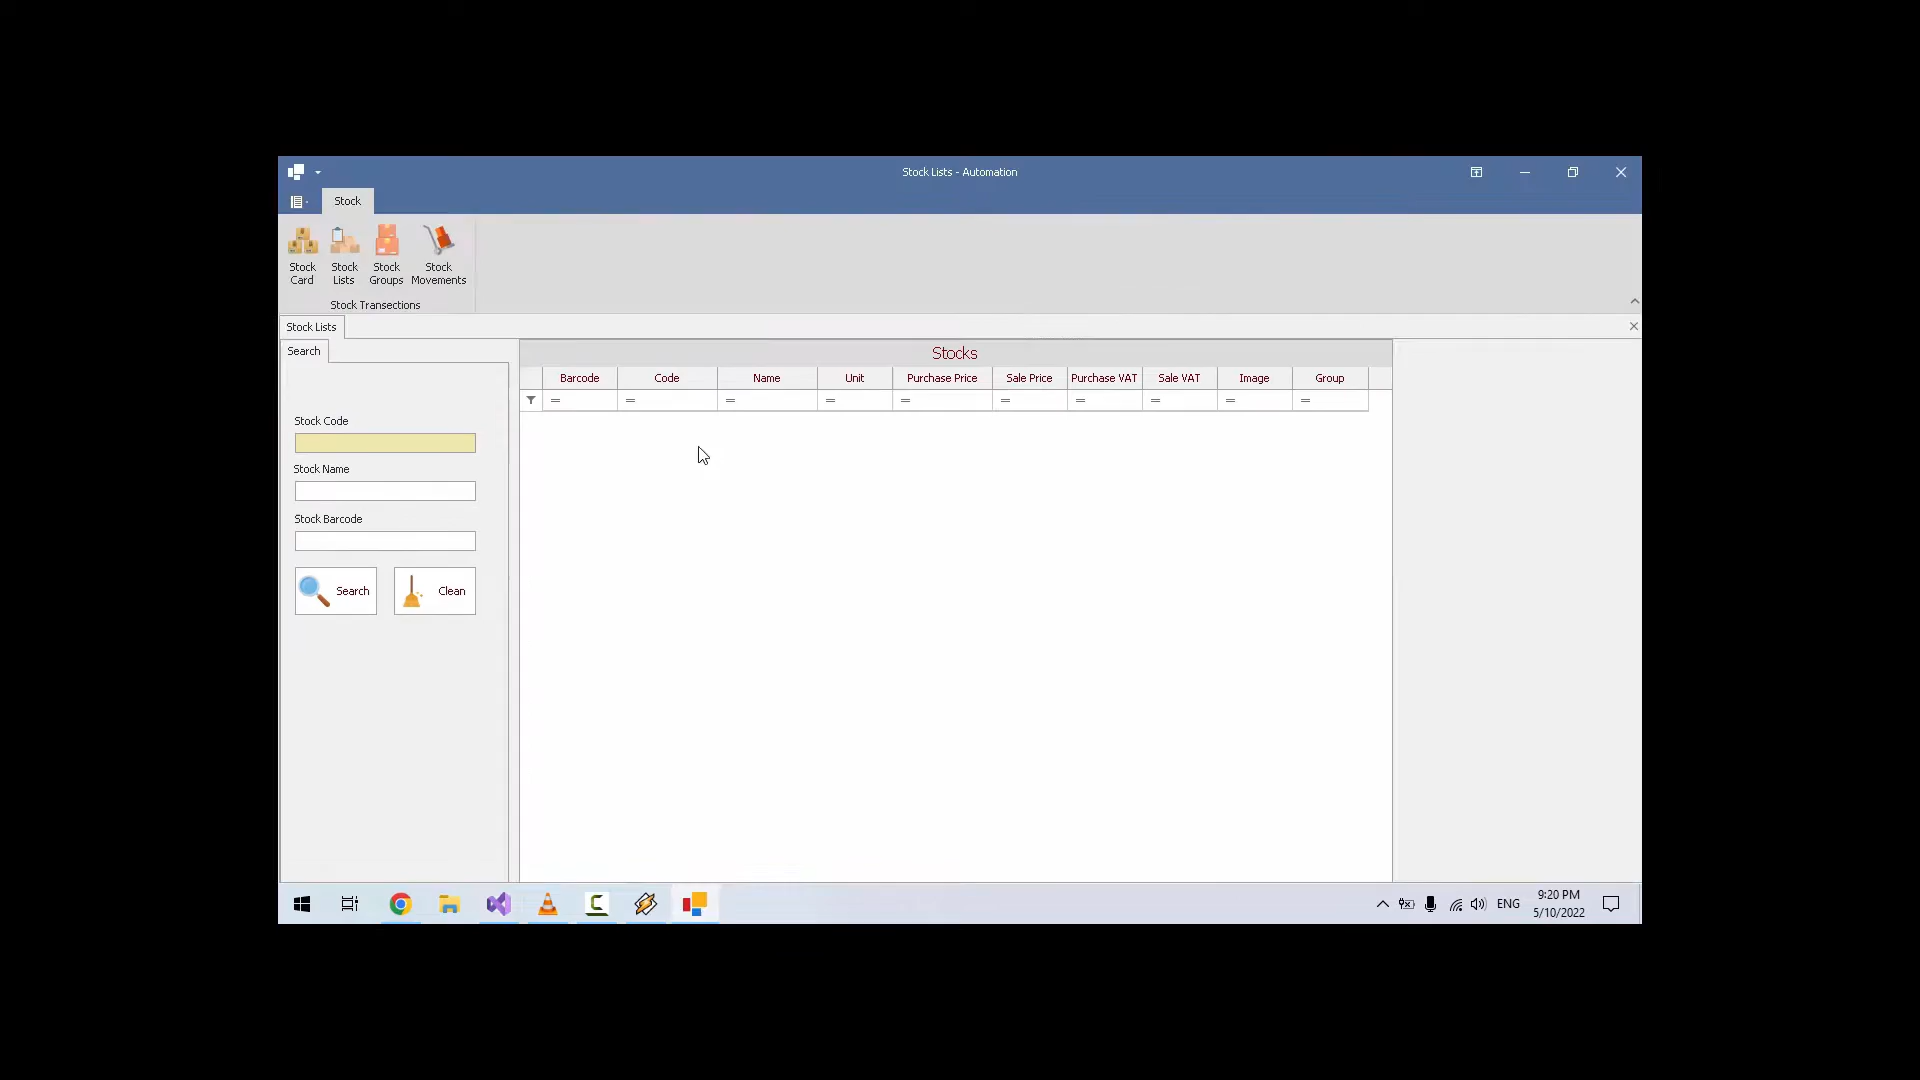 Stock Lists - Automation
Stock
Stock Card
Stock Lists
Stock Groups
Stock Movements
Stock Transections
Stock Lists
Search
Stocks
Barcode Code Name Unit Purchase Price Sale Price Purchase VAT Sale VAT Image Group
= = = = = = = = = =
Stock Code
Stock Name
Stock Barcode
Search Clean
ENG
9:20 PM
5/10/2022